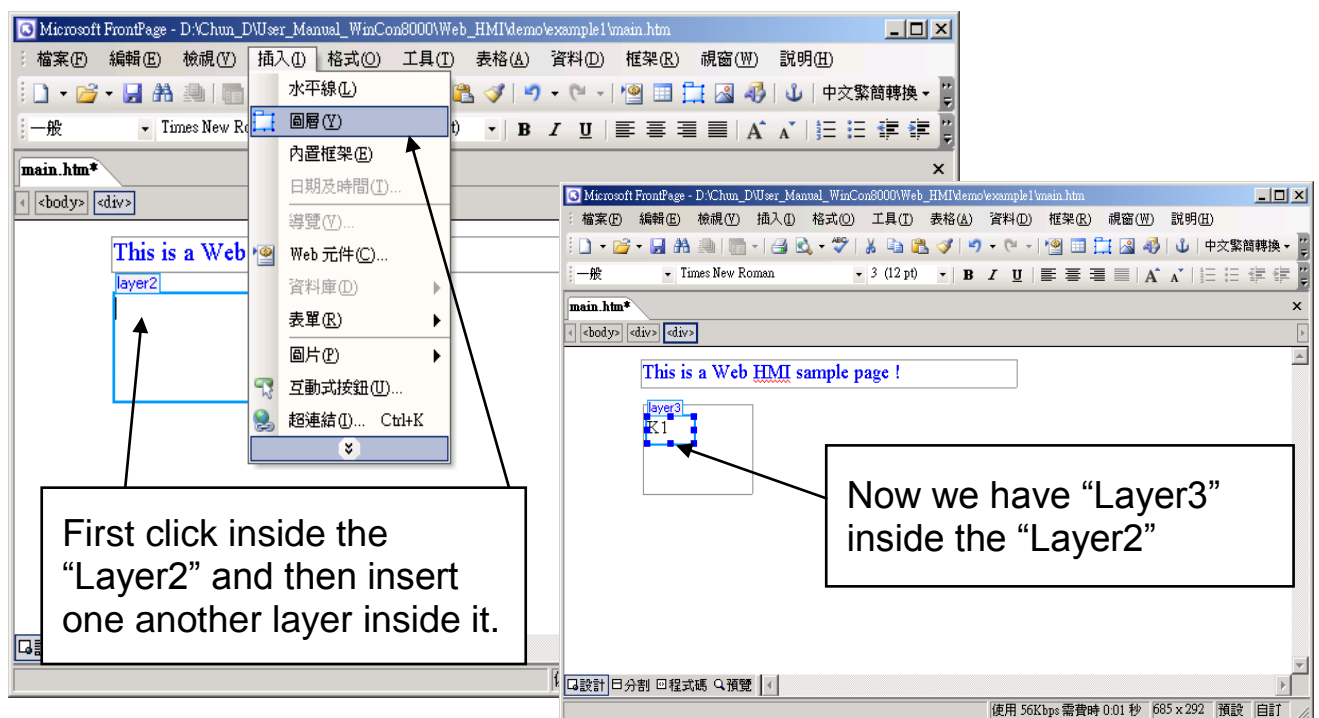 Microsoft FrontPage - D:\Chun_D\User_Manual_WinCon8000\Web_HMI\demo\example1\main.htm
檔案(F) 編輯(E) 檢視(V) 插入(I) 格式(O) 工具(T) 表格(A) 資料(D) 框架(R) 視窗(W) 說明(H)
中文繁簡轉換
一般 Times New Ro t) B I U A A
水平線(L)
圖層(Y)
內置框架(E)
日期及時間(T)...
導覽(V)...
Web 元件(C)...
資料庫(D)
表單(R)
圖片(P)
互動式按鈕(U)...
超連結(I)... Ctrl+K
main.htm*
<body> <div>
This is a Web
layer2
First click inside the
“Layer2” and then insert
one another layer inside it.
Microsoft FrontPage - D:\Chun_D\User_Manual_WinCon8000\Web_HMI\demo\example1\main.htm
檔案(F) 編輯(E) 檢視(V) 插入(I) 格式(O) 工具(T) 表格(A) 資料(D) 框架(R) 視窗(W) 說明(H)
中文繁簡轉換
一般 Times New Roman 3 (12 pt) B I U A A
main.htm*
<body> <div> <div>
This is a Web HMI sample page !
layer3
K1
Now we have “Layer3”
inside the “Layer2”
設計 分割 程式碼 預覽
使用 56Kbps 需費時 0:01 秒 685 x 292 預設 自訂